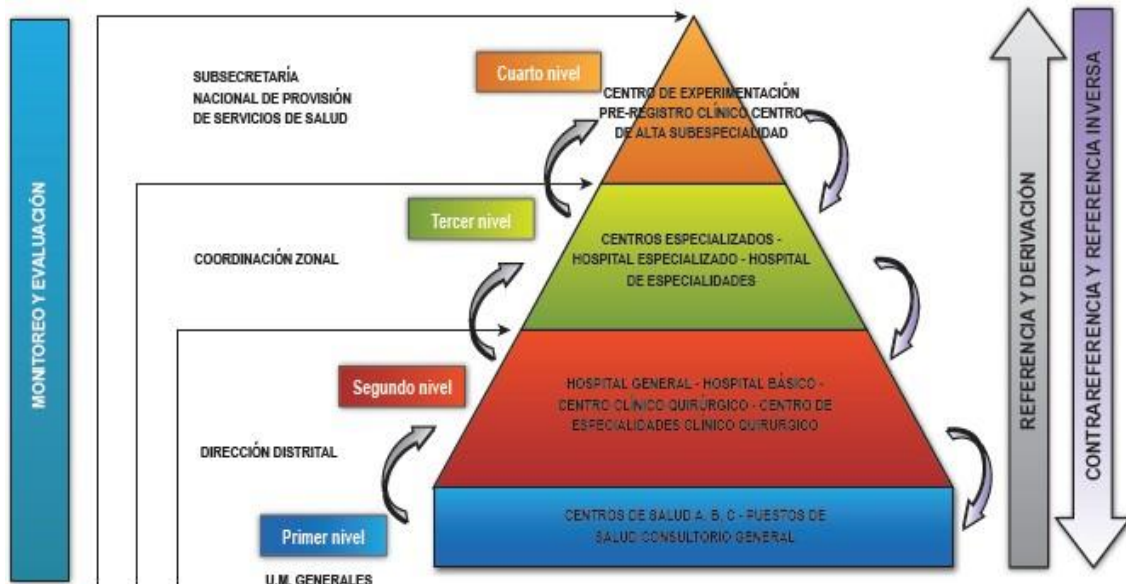 MONITOREO Y EVALUACIÓN
SUBSECRETARÍA
NACIONAL DE PROVISIÓN
DE SERVICIOS DE SALUD
COORDINACIÓN ZONAL
DIRECCIÓN DISTRITAL
U.M. GENERALES
Cuarto nivel
CENTRO DE EXPERIMENTACIÓN
PRE-REGISTRO CLÍNICO CENTRO
DE ALTA SUBESPECIALIDAD
Tercer nivel
CENTROS ESPECIALIZADOS -
HOSPITAL ESPECIALIZADO - HOSPITAL
DE ESPECIALIDADES
Segundo nivel
HOSPITAL GENERAL - HOSPITAL BÁSICO -
CENTRO CLÍNICO QUIRÚRGICO - CENTRO DE
ESPECIALIDADES CLINICO QUIRURGICO
Primer nivel
CENTROS DE SALUD A, B, C - PUESTOS DE
SALUD CONSULTORIO GENERAL
REFERENCIA Y DERIVACIÓN
CONTRAREFERENCIA Y REFERENCIA INVERSA